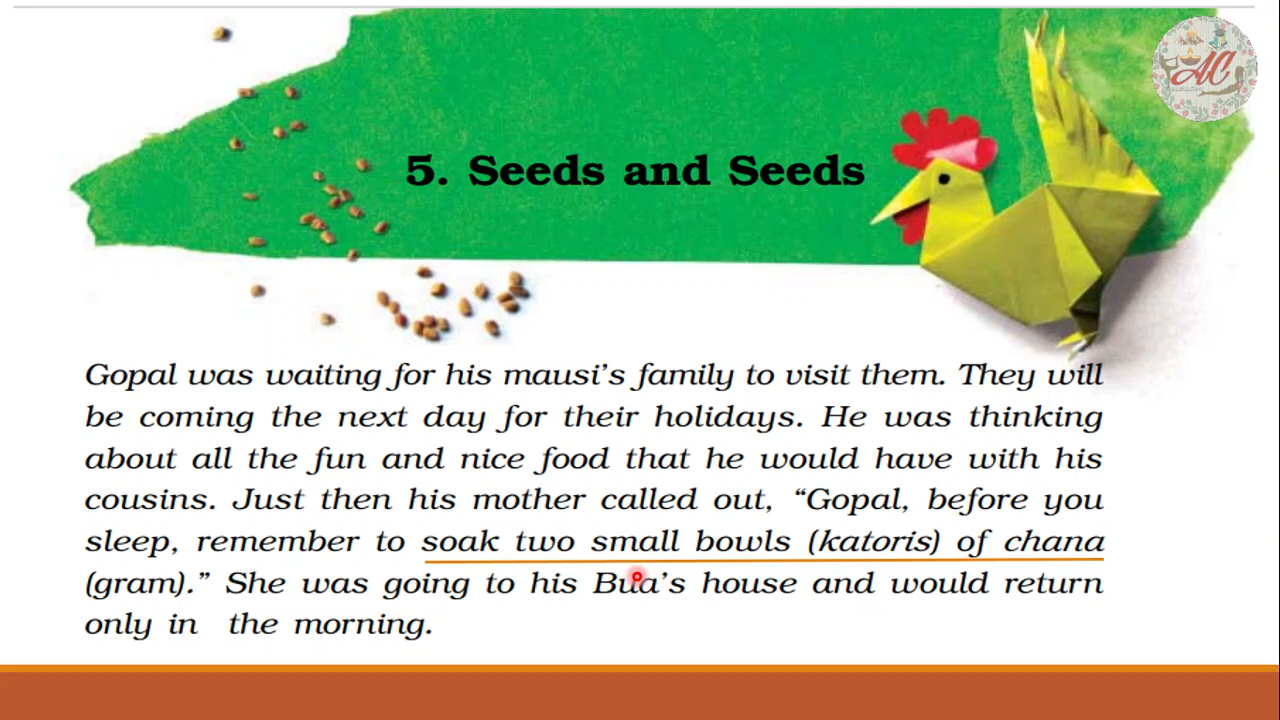 AC
5. Seeds and Seeds
Gopal was waiting for his mausi's family to visit them. They will
be coming the next day for their holidays. He was thinking
about all the fun and nice food that he would have with his
cousins. Just then his mother called out, “Gopal, before you
sleep, remember to soak two small bowls (katoris) of chana
(gram).” She was going to his Bua's house and would return
only in the morning.